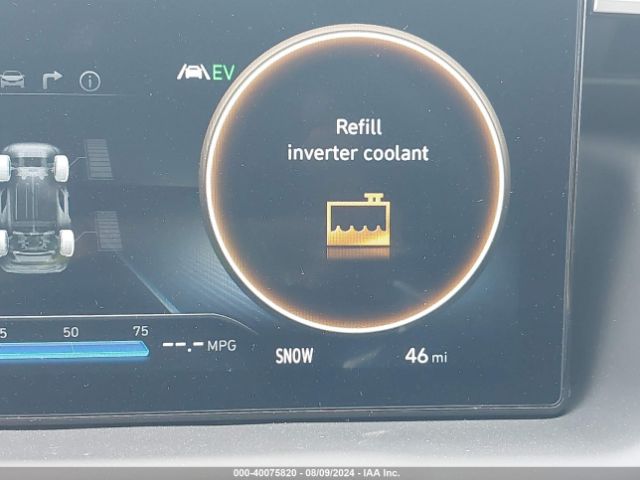 EV
Refill
inverter coolant
5 50 75
--.- MPG
SNOW
46 mi
000-40075820 - 08/09/2024 - IAA Inc.